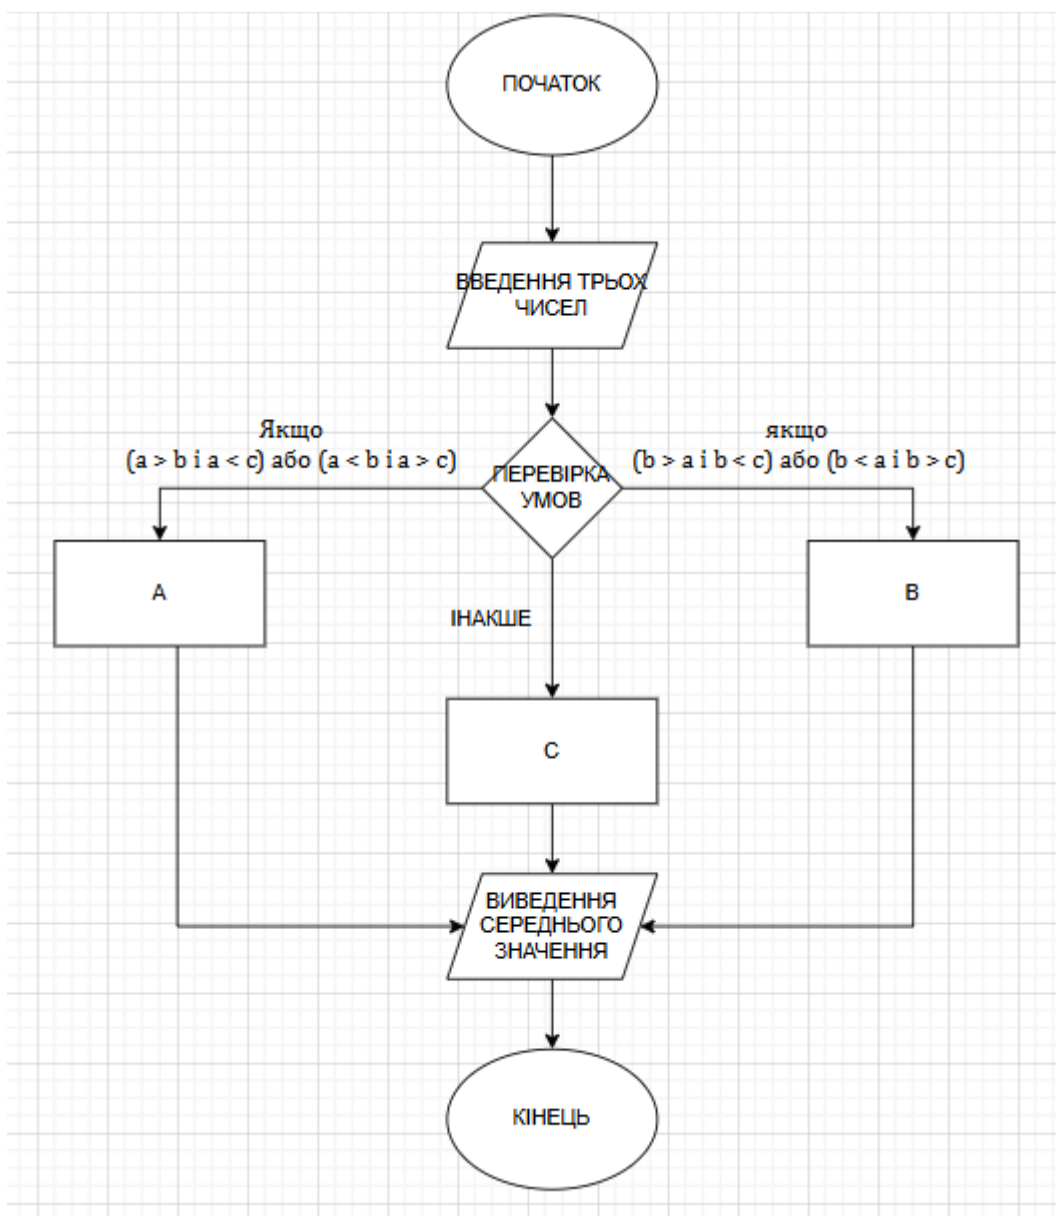 ПОЧАТОК
ВВЕДЕННЯ ТРЬОХ
ЧИСЕЛ
Якщо
(a > b і a < c) або (a < b і a > c)
ПЕРЕВІРКА
УМОВ
якщо
(b > a і b < c) або (b < a і b > c)
A
B
ІНАКШЕ
C
ВИВЕДЕННЯ
СЕРЕДНЬОГО
ЗНАЧЕННЯ
КІНЕЦЬ